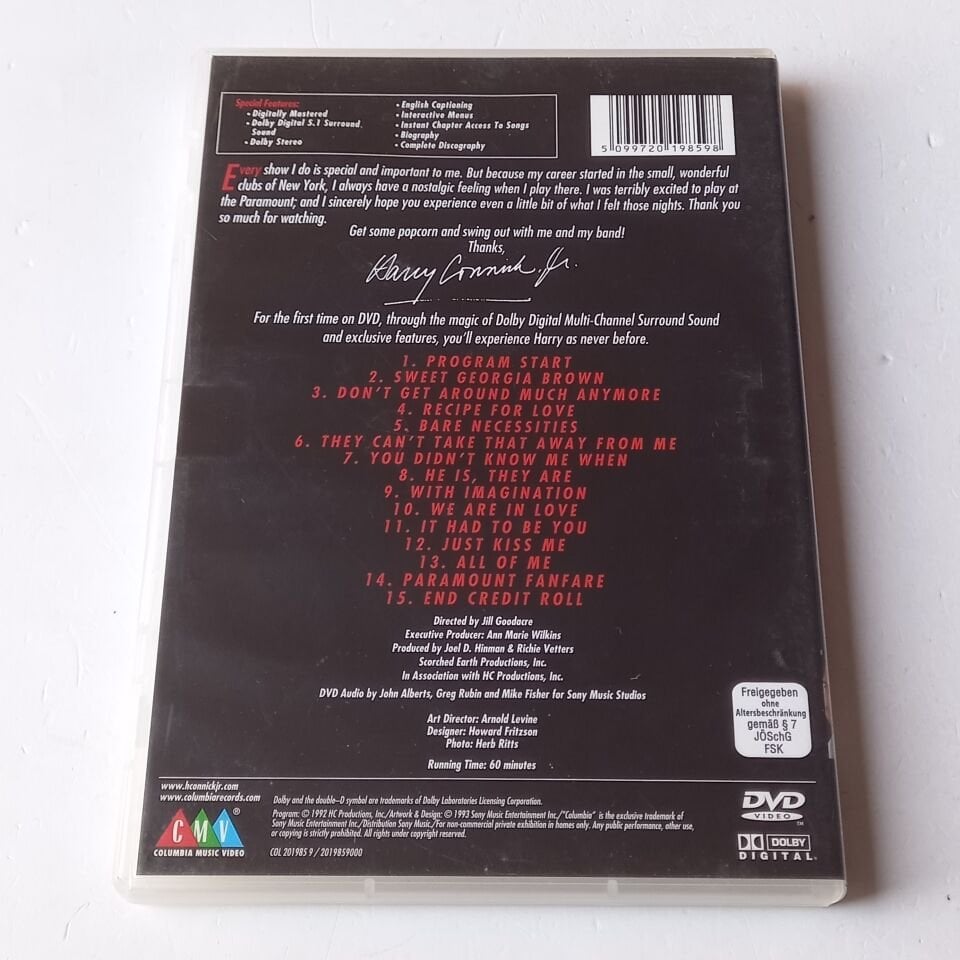 Special Features:
• Digitally Mastered
• Dolby Digital 5.1 Surround Sound
• Dolby Stereo
• English Captioning
• Interactive Menus
• Instant Chapter Access To Songs
• Biography
• Complete Discography
5 099720 198598
Every show I do is special and important to me. But because my career started in the small, wonderful
clubs of New York, I always have a nostalgic feeling when I play there. I was terribly excited to play at
the Paramount; and I sincerely hope you experience even a little bit of what I felt those nights. Thank you
so much for watching.
Get some popcorn and swing out with me and my band!
Thanks,
Harry Connick, Jr.
For the first time on DVD, through the magic of Dolby Digital Multi-Channel Surround Sound
and exclusive features, you'll experience Harry as never before.
1. PROGRAM START
2. SWEET GEORGIA BROWN
3. DON'T GET AROUND MUCH ANYMORE
4. RECIPE FOR LOVE
5. BARE NECESSITIES
6. THEY CAN'T TAKE THAT AWAY FROM ME
7. YOU DIDN'T KNOW ME WHEN
8. HE IS, THEY ARE
9. WITH IMAGINATION
10. WE ARE IN LOVE
11. IT HAD TO BE YOU
12. JUST KISS ME
13. ALL OF ME
14. PARAMOUNT FANFARE
15. END CREDIT ROLL
Directed by Jill Goodacre
Executive Producer: Ann Marie Wilkins
Produced by Joel D. Hinman & Richie Vetters
Scorched Earth Productions, Inc.
In Association with HC Productions, Inc.
DVD Audio by John Alberts, Greg Rubin and Mike Fisher for Sony Music Studios
Art Director: Arnold Levine
Designer: Howard Fritzson
Photo: Herb Ritts
Running Time: 60 minutes
Freigegeben
ohne
Altersbeschränkung
gemäß § 7
JÖSchG
FSK
www.hconnickjr.com
www.columbiarecords.com
CMV®
COLUMBIA MUSIC VIDEO
Dolby and the double-D symbol are trademarks of Dolby Laboratories Licensing Corporation.
Program: © 1992 HC Productions, Inc./Artwork & Design: © 1993 Sony Music Entertainment Inc./"Columbia" is the exclusive trademark of
Sony Music Entertainment Inc./Distribution Sony Music./For non-commercial private exhibition in homes only. Any public performance, other use,
or copying is strictly prohibited. All rights under copyright reserved.
COL 201985 9 / 2019859000
DVD
VIDEO
DOLBY
DIGITAL